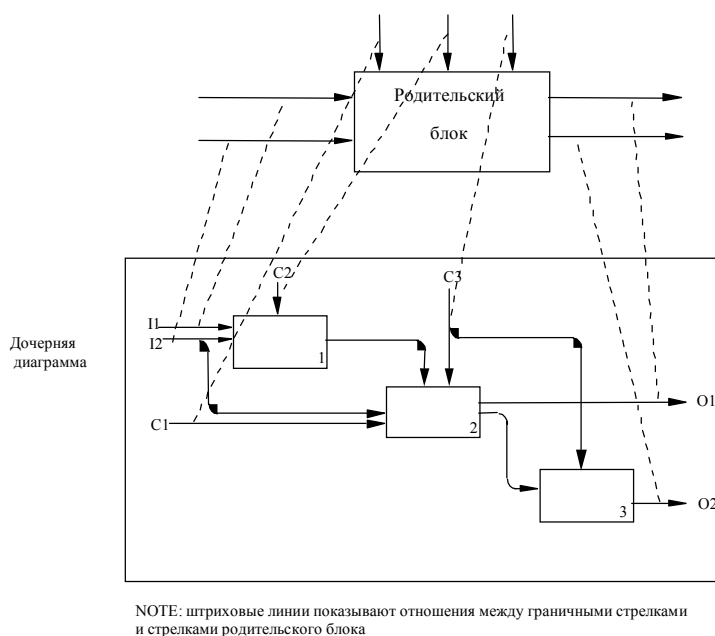 Родительский
блок
C2
C3
I1
I2
1
Дочерняя
диаграмма
C1
2
O1
3
O2
NOTE: штриховые линии показывают отношения между граничными стрелками
и стрелками родительского блока